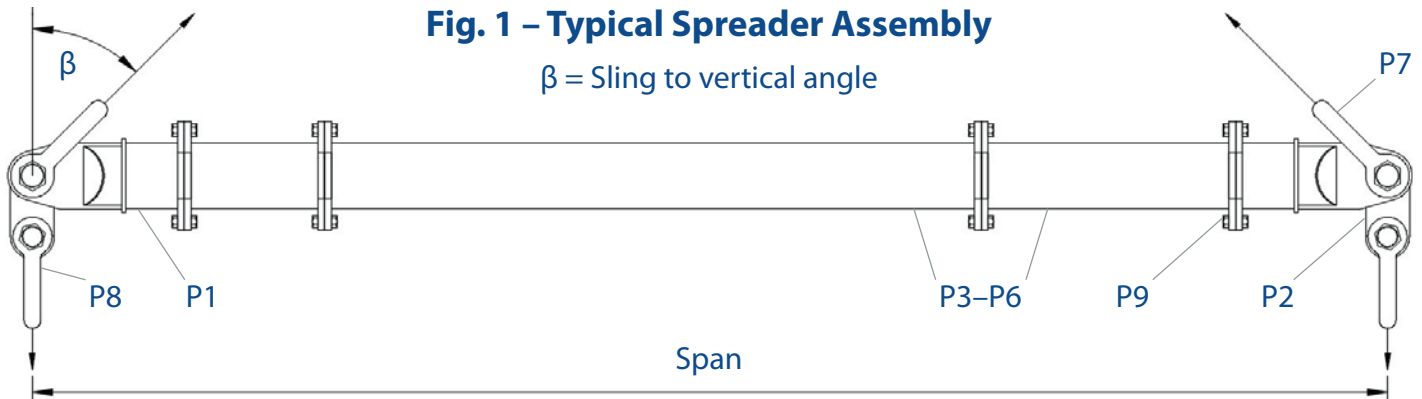 Fig. 1 – Typical Spreader Assembly
β = Sling to vertical angle
β
P7
P8
P1
P3–P6
P9
P2
Span